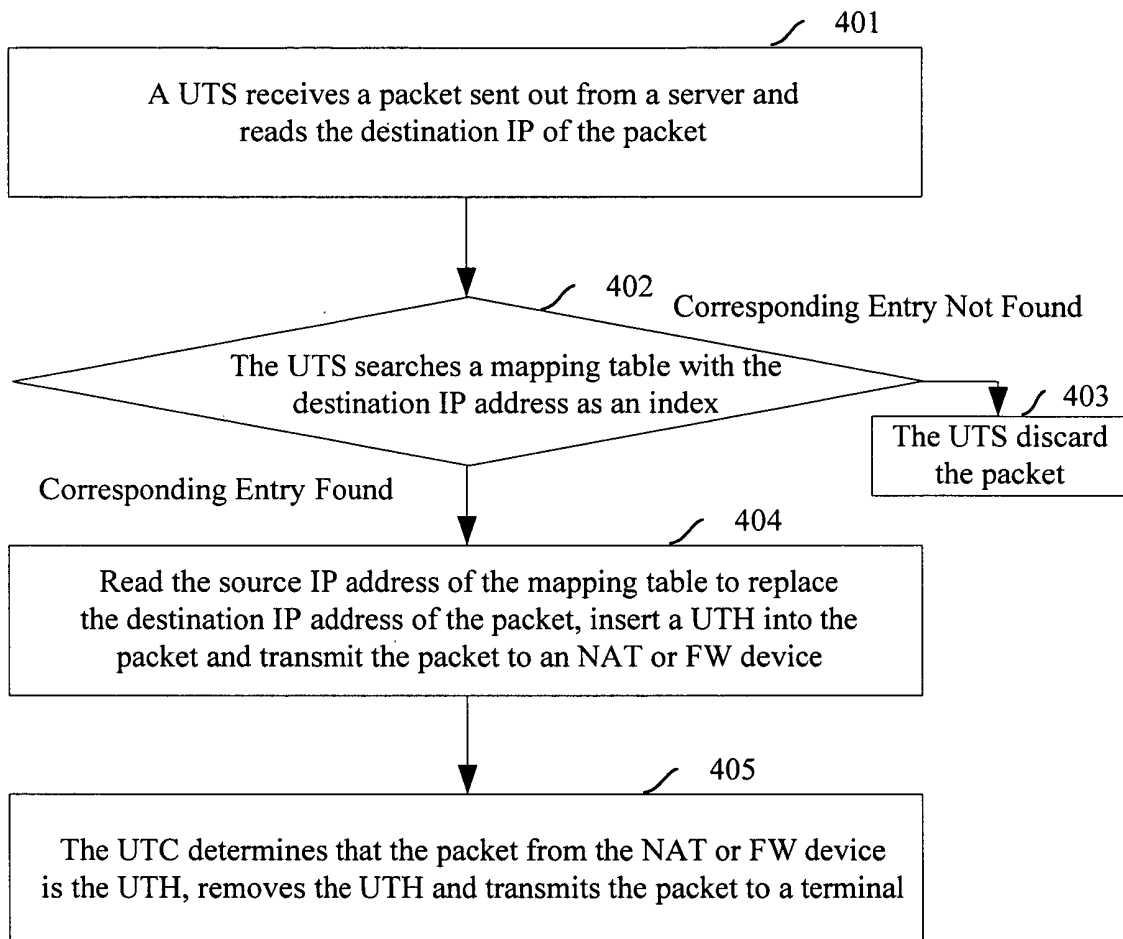 401
A UTS receives a packet sent out from a server and
reads the destination IP of the packet
402
Corresponding Entry Not Found
The UTS searches a mapping table with the
destination IP address as an index
403
The UTS discard
the packet
Corresponding Entry Found
404
Read the source IP address of the mapping table to replace
the destination IP address of the packet, insert a UTH into the
packet and transmit the packet to an NAT or FW device
405
The UTC determines that the packet from the NAT or FW device
is the UTH, removes the UTH and transmits the packet to a terminal